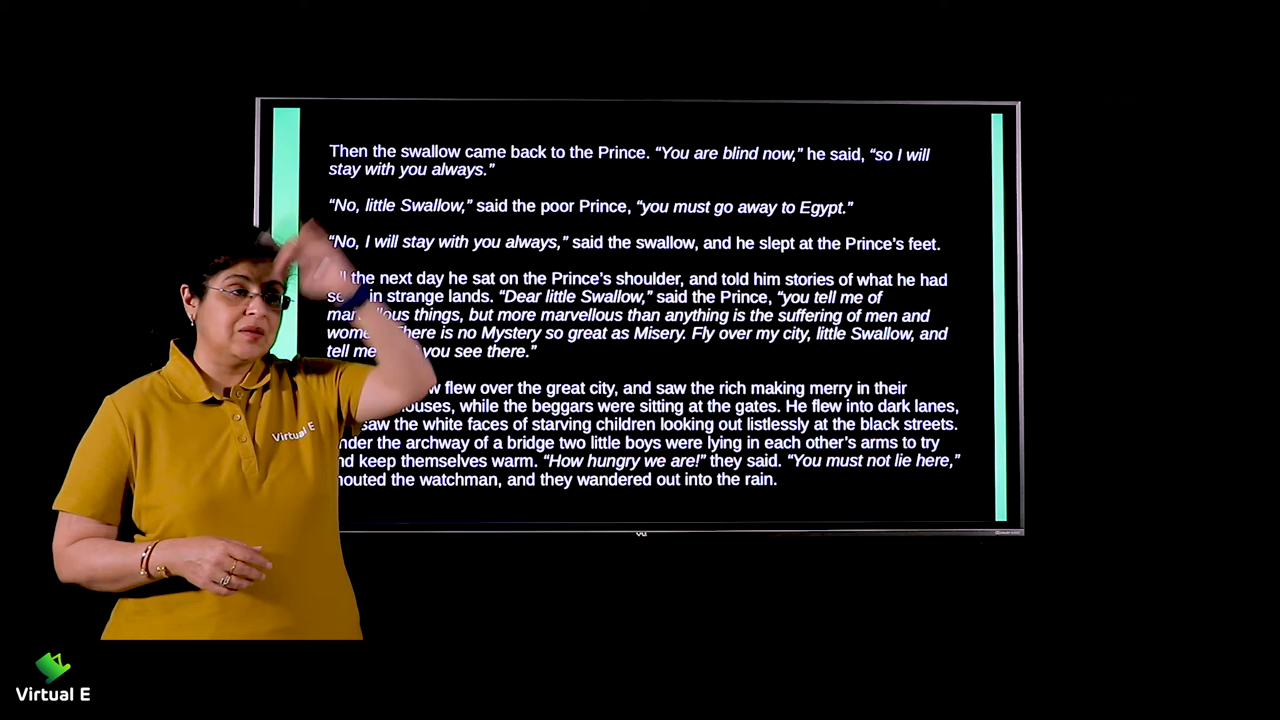 Then the swallow came back to the Prince. “You are blind now,” he said, “so I will
stay with you always.”
“No, little Swallow,” said the poor Prince, “you must go away to Egypt.”
“No, I will stay with you always,” said the swallow, and he slept at the Prince’s feet.
the next day he sat on the Prince’s shoulder, and told him stories of what he had
in strange lands. “Dear little Swallow,” said the Prince, “you tell me of
things, but more marvellous than anything is the suffering of men and
There is no Mystery so great as Misery. Fly over my city, little Swallow, and
tell me you see there.”
flew over the great city, and saw the rich making merry in their
while the beggars were sitting at the gates. He flew into dark lanes,
saw the white faces of starving children looking out listlessly at the black streets.
the archway of a bridge two little boys were lying in each other’s arms to try
keep themselves warm. “How hungry we are!” they said. “You must not lie here,”
the watchman, and they wandered out into the rain.
Virtual E
Vu
Virtual E